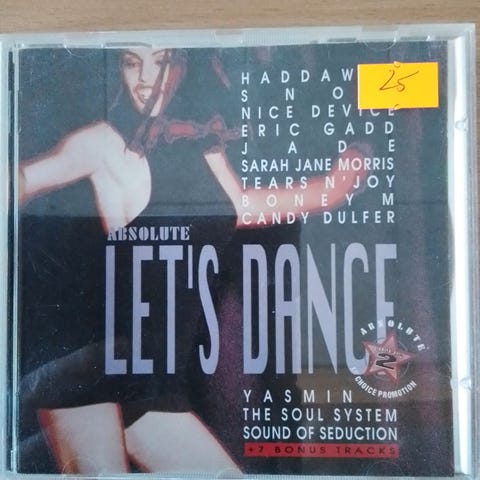 HADDAW
25
SNO
NICE DEVICE
ERIC GADD
JADE
SARAH JANE MORRIS
TEARS N'JOY
BONEY M
CANDY DULFER
ABSOLUTE
LET'S DANCE
ABSOLUTE
2
CHOICE PROMOTION
YASMIN
THE SOUL SYSTEM
SOUND OF SEDUCTION
+7 BONUS TRACKS